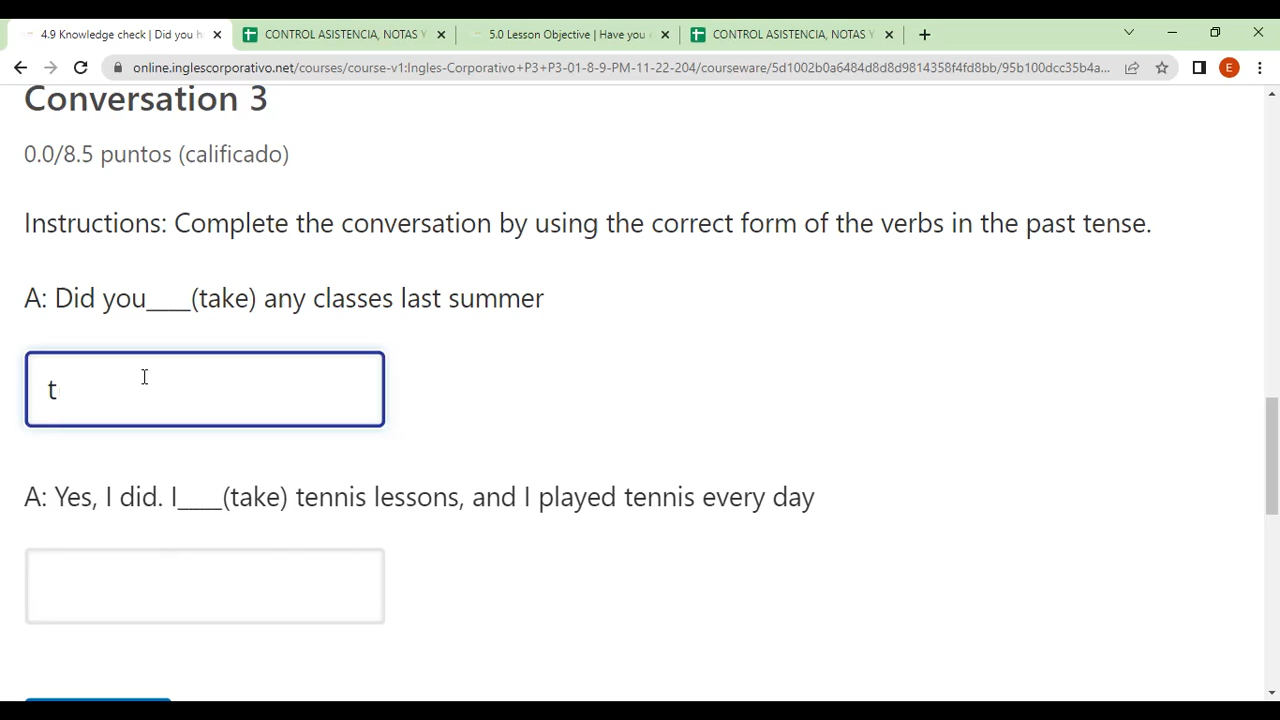 4.9 Knowledge check | Did you h
CONTROL ASISTENCIA, NOTAS Y
5.0 Lesson Objective | Have you
CONTROL ASISTENCIA, NOTAS Y
online.inglescorporativo.net/courses/course-v1:Ingles-Corporativo+P3+P3-01-8-9-PM-11-22-204/courseware/5d1002b0a6484d8d8d9814358f4fd8bb/95b100dcc35b4a...
E
Conversation 3
0.0/8.5 puntos (calificado)
Instructions: Complete the conversation by using the correct form of the verbs in the past tense.
A: Did you____(take) any classes last summer
t
A: Yes, I did. I____(take) tennis lessons, and I played tennis every day